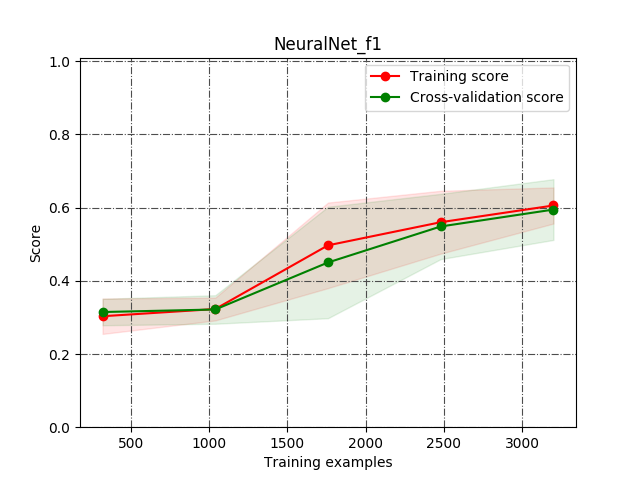 NeuralNet_f1
Training score
Cross-validation score
1.0
0.8
0.6
0.4
0.2
0.0
Score
500 1000 1500 2000 2500 3000
Training examples